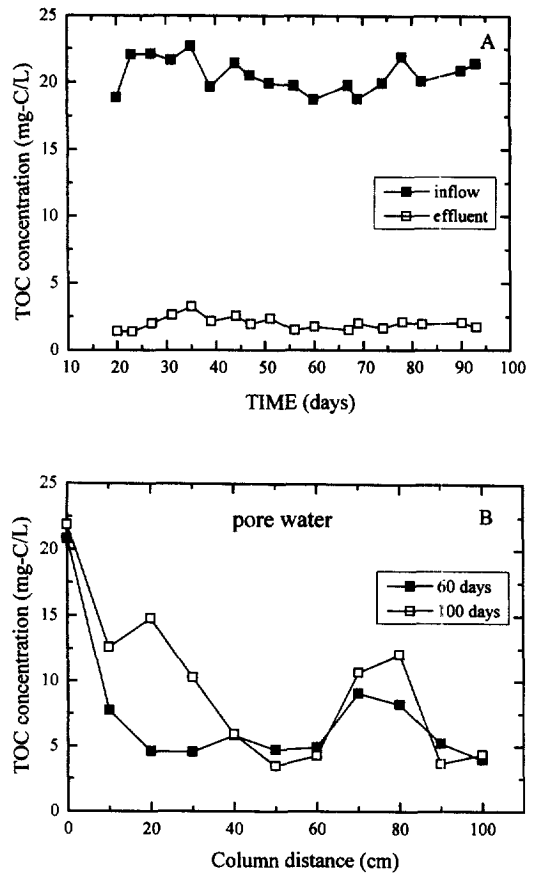 25
20
15
10
5
0
TOC concentration (mg-C/L)
A
inflow
effluent
10 20 30 40 50 60 70 80 90 100
TIME (days)
25
20
15
10
5
0
TOC concentration (mg-C/L)
pore water
B
60 days
100 days
0 20 40 60 80 100
Column distance (cm)